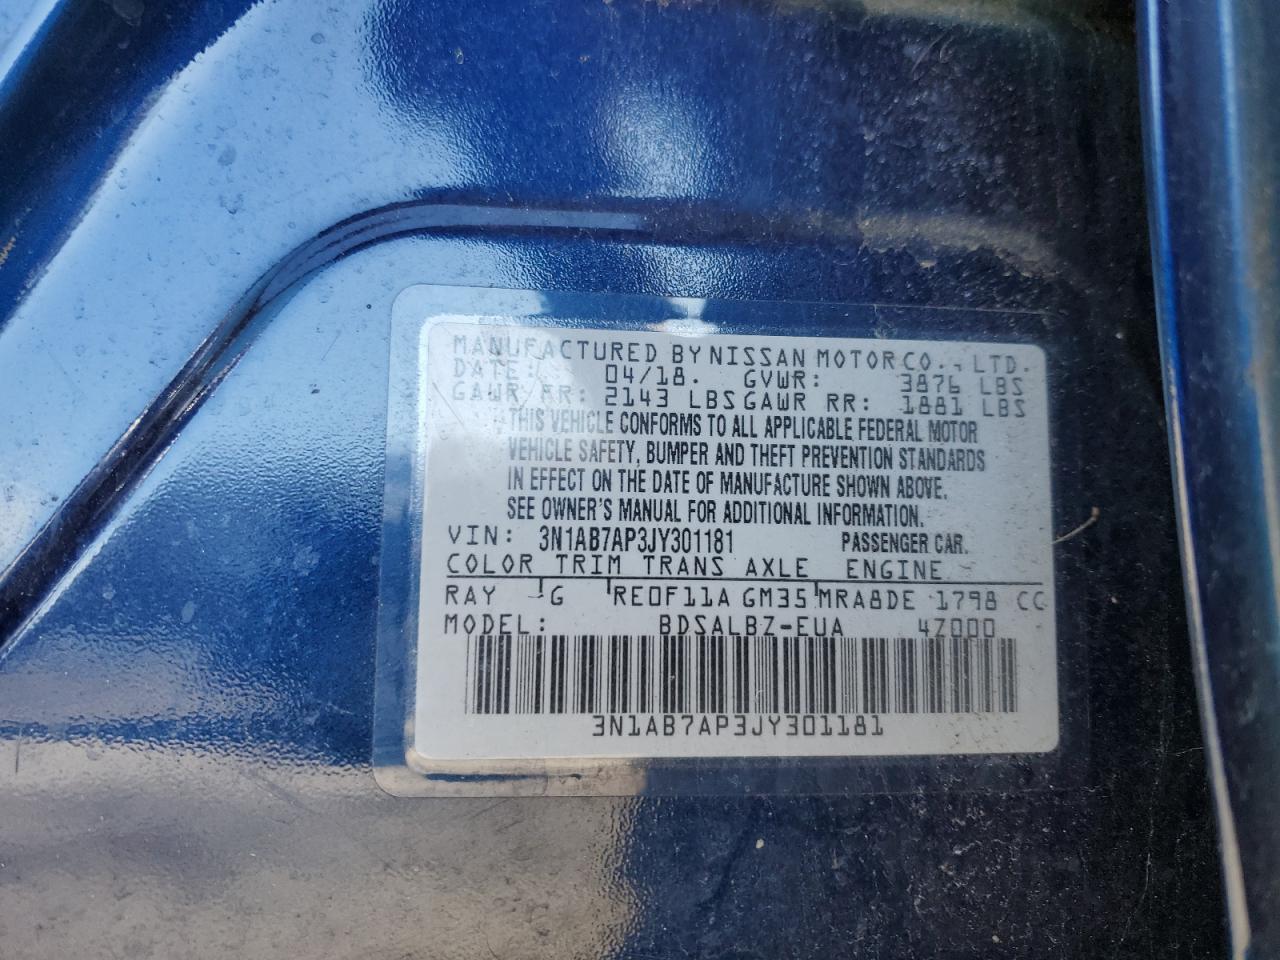 MANUFACTURED BY NISSAN MOTOR CO., LTD.
DATE: 04/18. GVWR: 3876 LBS
GAWR FR: 2143 LBS GAWR RR: 1881 LBS
THIS VEHICLE CONFORMS TO ALL APPLICABLE FEDERAL MOTOR
VEHICLE SAFETY, BUMPER AND THEFT PREVENTION STANDARDS
IN EFFECT ON THE DATE OF MANUFACTURE SHOWN ABOVE.
SEE OWNER'S MANUAL FOR ADDITIONAL INFORMATION.
VIN: 3N1AB7AP3JY301181 PASSENGER CAR.
COLOR TRIM TRANS AXLE ENGINE
RAY G RE0F11A GM35 MRA8DE 1798 CC
MODEL: BDSALBZ-EUA 4Z000
3N1AB7AP3JY301181